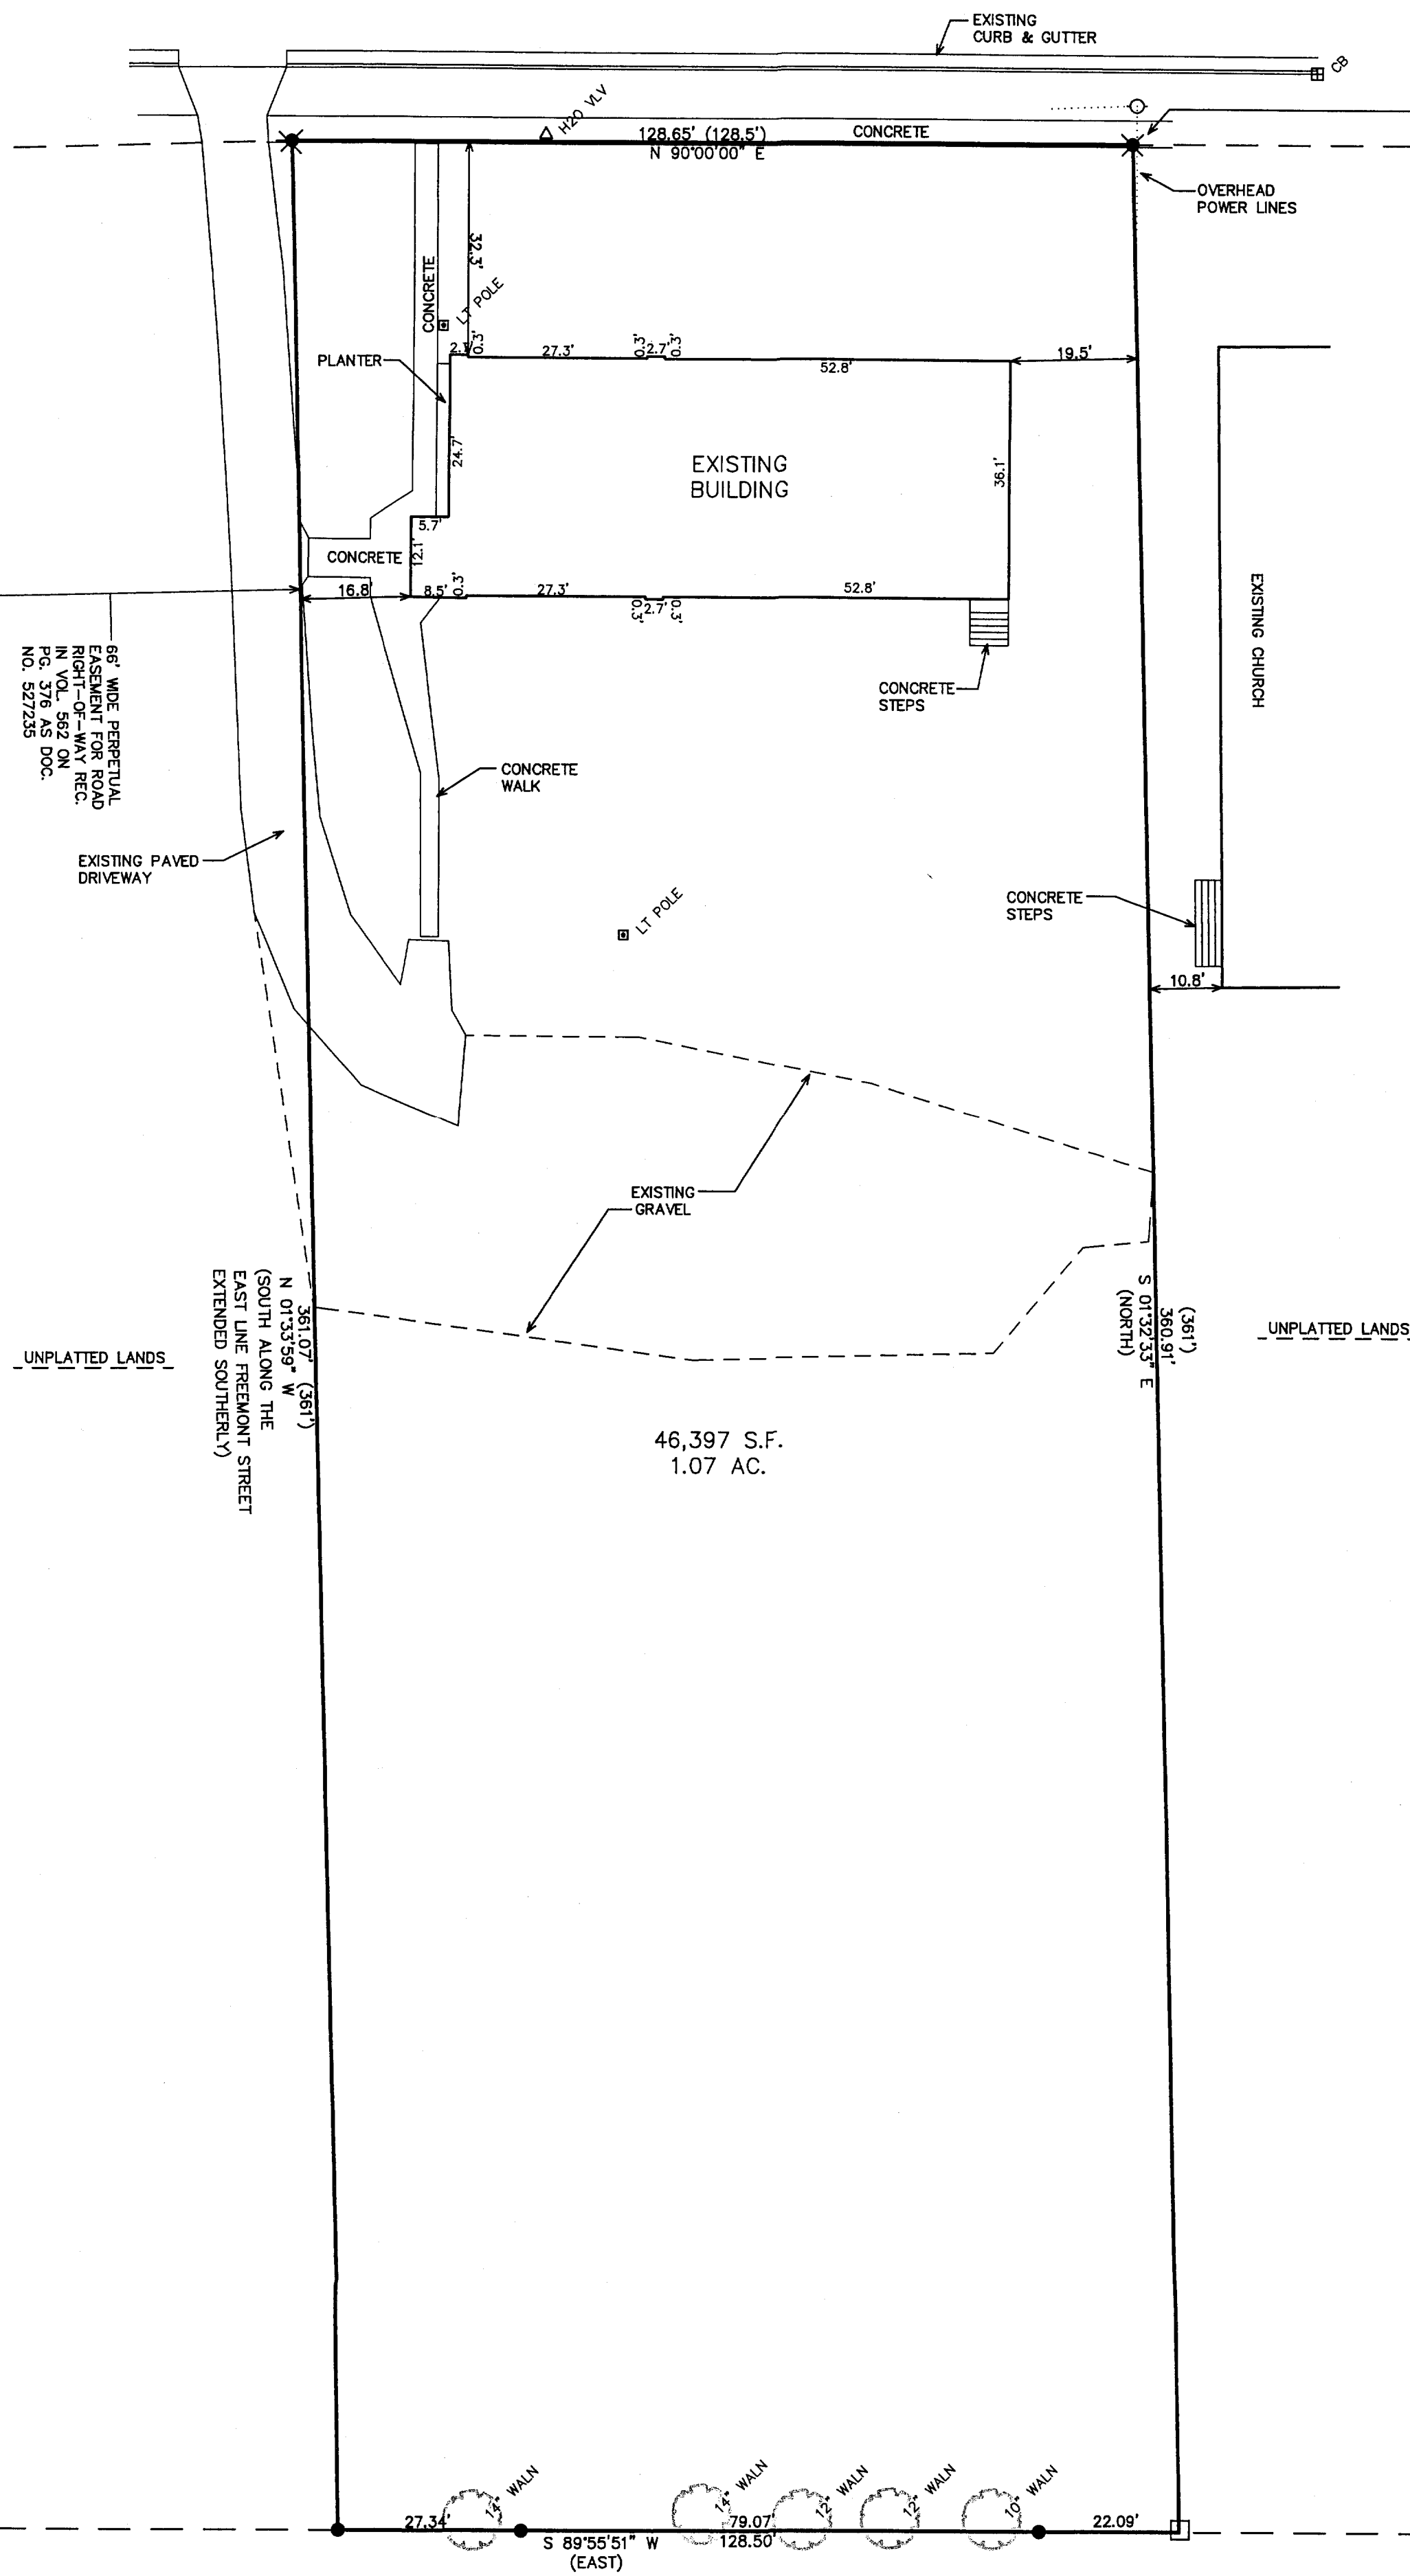 EXISTING
CURB & GUTTER
CB
H20 VLV
128.65' (128.5')
CONCRETE
N 90°00'00" E
OVERHEAD
POWER LINES
32.3'
CONCRETE
LT POLE
PLANTER
0.3'
27.3'
0.3'
2.7'
0.3'
52.8'
19.5'
24.7'
EXISTING
BUILDING
36.1'
5.7'
12.1'
CONCRETE
16.8'
8.5'
0.3'
27.3'
0.3'
2.7'
0.3'
52.8'
EXISTING CHURCH
66' WIDE PERPETUAL
EASEMENT FOR ROAD
RIGHT-OF-WAY REC.
IN VOL. 562 ON
PG. 376 AS DOC.
NO. 527235
CONCRETE
STEPS
CONCRETE
WALK
EXISTING PAVED
DRIVEWAY
LT POLE
CONCRETE
STEPS
10.8'
EXISTING
GRAVEL
361.07' (361')
N 01°33'59" W
(SOUTH ALONG THE
EAST LINE FREEMONT STREET
EXTENDED SOUTHERLY)
(361')
360.91'
S 01°32'33" E
(NORTH)
UNPLATTED LANDS
UNPLATTED LANDS
46,397 S.F.
1.07 AC.
14" WALN
14" WALN
12" WALN
12" WALN
10" WALN
27.34'
79.07'
22.09'
S 89°55'51" W
128.50'
(EAST)